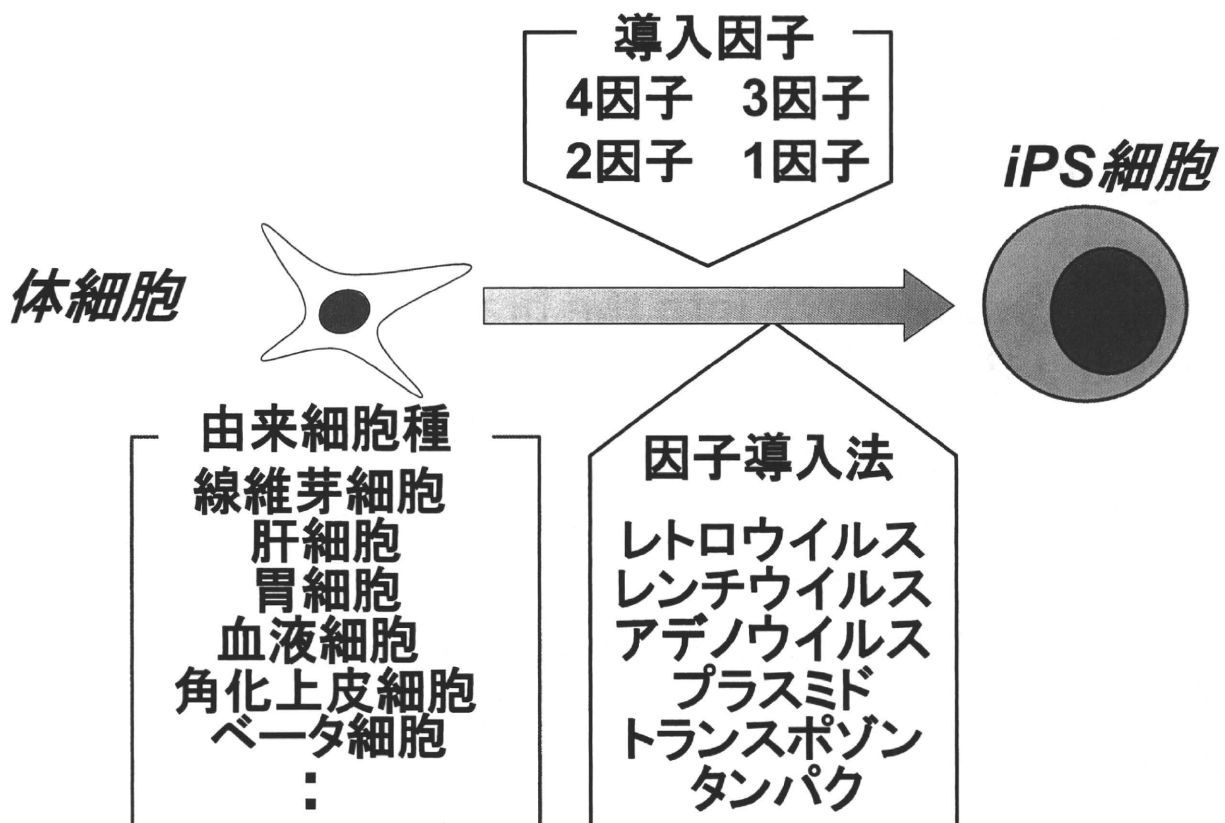 導入因子
4因子 3因子
2因子 1因子
iPS細胞
体細胞
由来細胞種
線維芽細胞
肝細胞
胃細胞
血液細胞
角化上皮細胞
ベータ細胞
:
因子導入法
レトロウイルス
レンチウイルス
アデノウイルス
プラスミド
トランスポゾン
タンパク